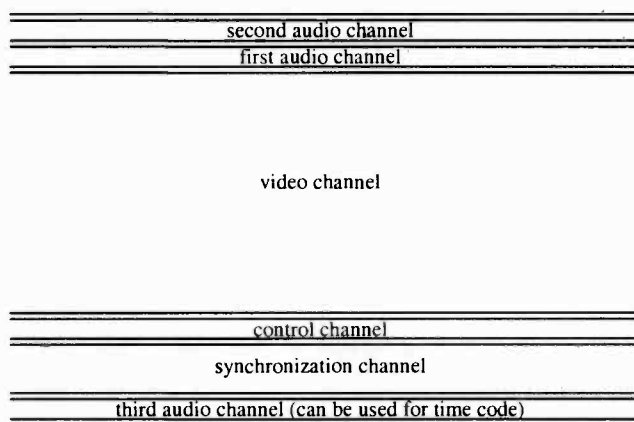 second audio channel
first audio channel
video channel
control channel
synchronization channel
third audio channel (can be used for time code)